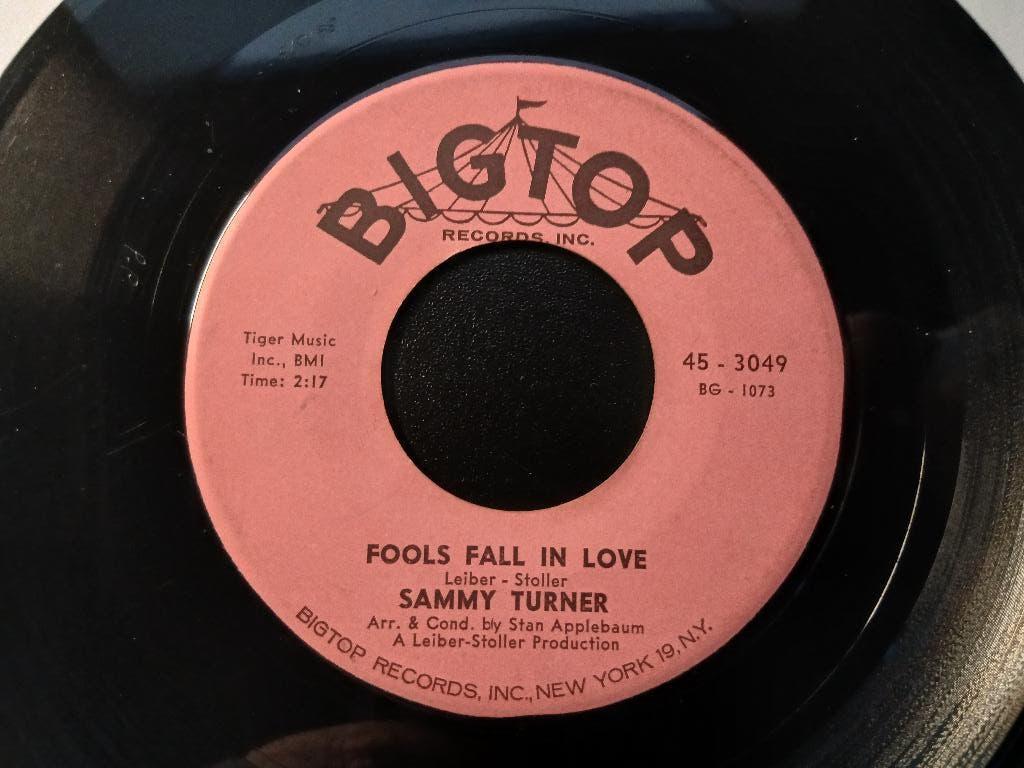 BIGTOP
RECORDS, INC.
Tiger Music
Inc., BMI
Time: 2:17
45 - 3049
BG - 1073
FOOLS FALL IN LOVE
Leiber - Stoller
SAMMY TURNER
Arr. & Cond. by Stan Applebaum
A Leiber-Stoller Production
BIGTOP RECORDS, INC., NEW YORK 19, N.Y.